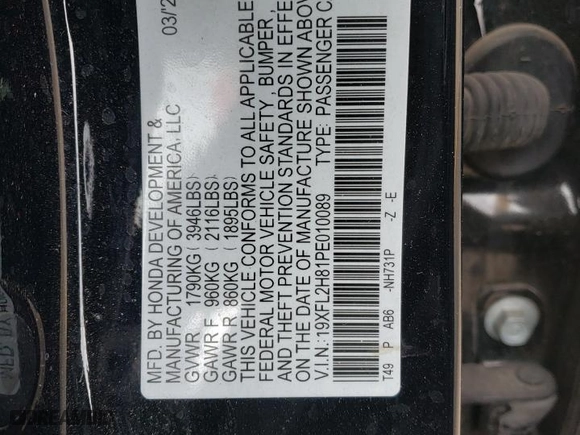 MFD. BY HONDA DEVELOPMENT & 03/2
MANUFACTURING OF AMERICA, LLC
GVWR 1790KG ( 3946LBS)
GAWR F 960KG ( 2116LBS)
GAWR R 860KG ( 1895LBS)
THIS VEHICLE CONFORMS TO ALL APPLICABLE
FEDERAL MOTOR VEHICLE SAFETY, BUMPER,
AND THEFT PREVENTION STANDARDS IN EFFE
ON THE DATE OF MANUFACTURE SHOWN ABOV
V.I.N.: 19XFL2H81PE010089 TYPE: PASSENGER C
T49 P AB6 -NH731P -Z -E